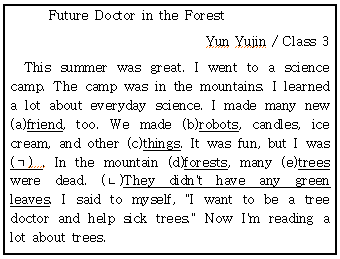 Future Doctor in the Forest
Yun Yujin / Class 3
This summer was great. I went to a science
camp. The camp was in the mountains. I learned
a lot about everyday science. I made many new
(a)friend, too. We made (b)robots, candles, ice
cream, and other (c)things. It was fun, but I was
(ㄱ)   . In the mountain (d)forests, many (e)trees
were dead. (ㄴ)They didn't have any green
leaves. I said to myself, "I want to be a tree
doctor and help sick trees." Now I'm reading a
lot about trees.